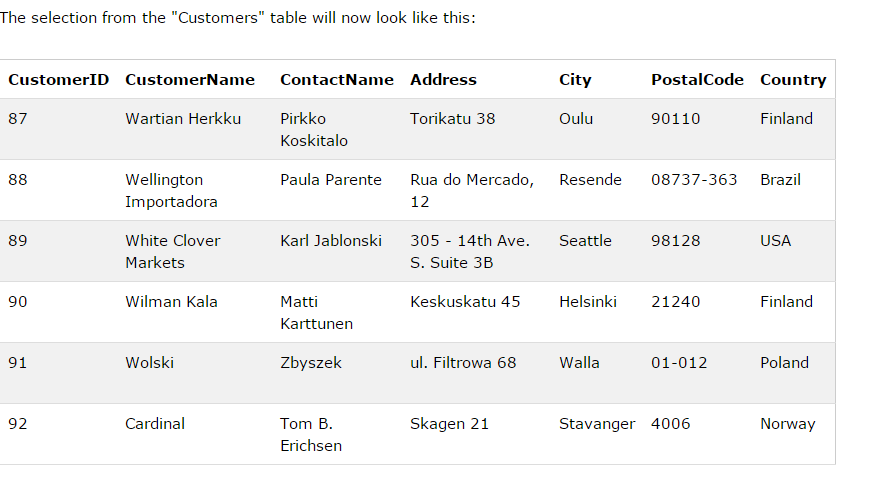 The selection from the "Customers" table will now look like this:
CustomerID CustomerName ContactName Address City PostalCode Country
87 Wartian Herkku Pirkko Torikatu 38 Oulu 90110 Finland
Koskitalo
88 Wellington Paula Parente Rua do Mercado, Resende 08737-363 Brazil
Importadora 12
89 White Clover Karl Jablonski 305 - 14th Ave. Seattle 98128 USA
Markets S. Suite 3B
90 Wilman Kala Matti Keskuskatu 45 Helsinki 21240 Finland
Karttunen
91 Wolski Zbyszek ul. Filtrowa 68 Walla 01-012 Poland
92 Cardinal Tom B. Skagen 21 Stavanger 4006 Norway
Erichsen